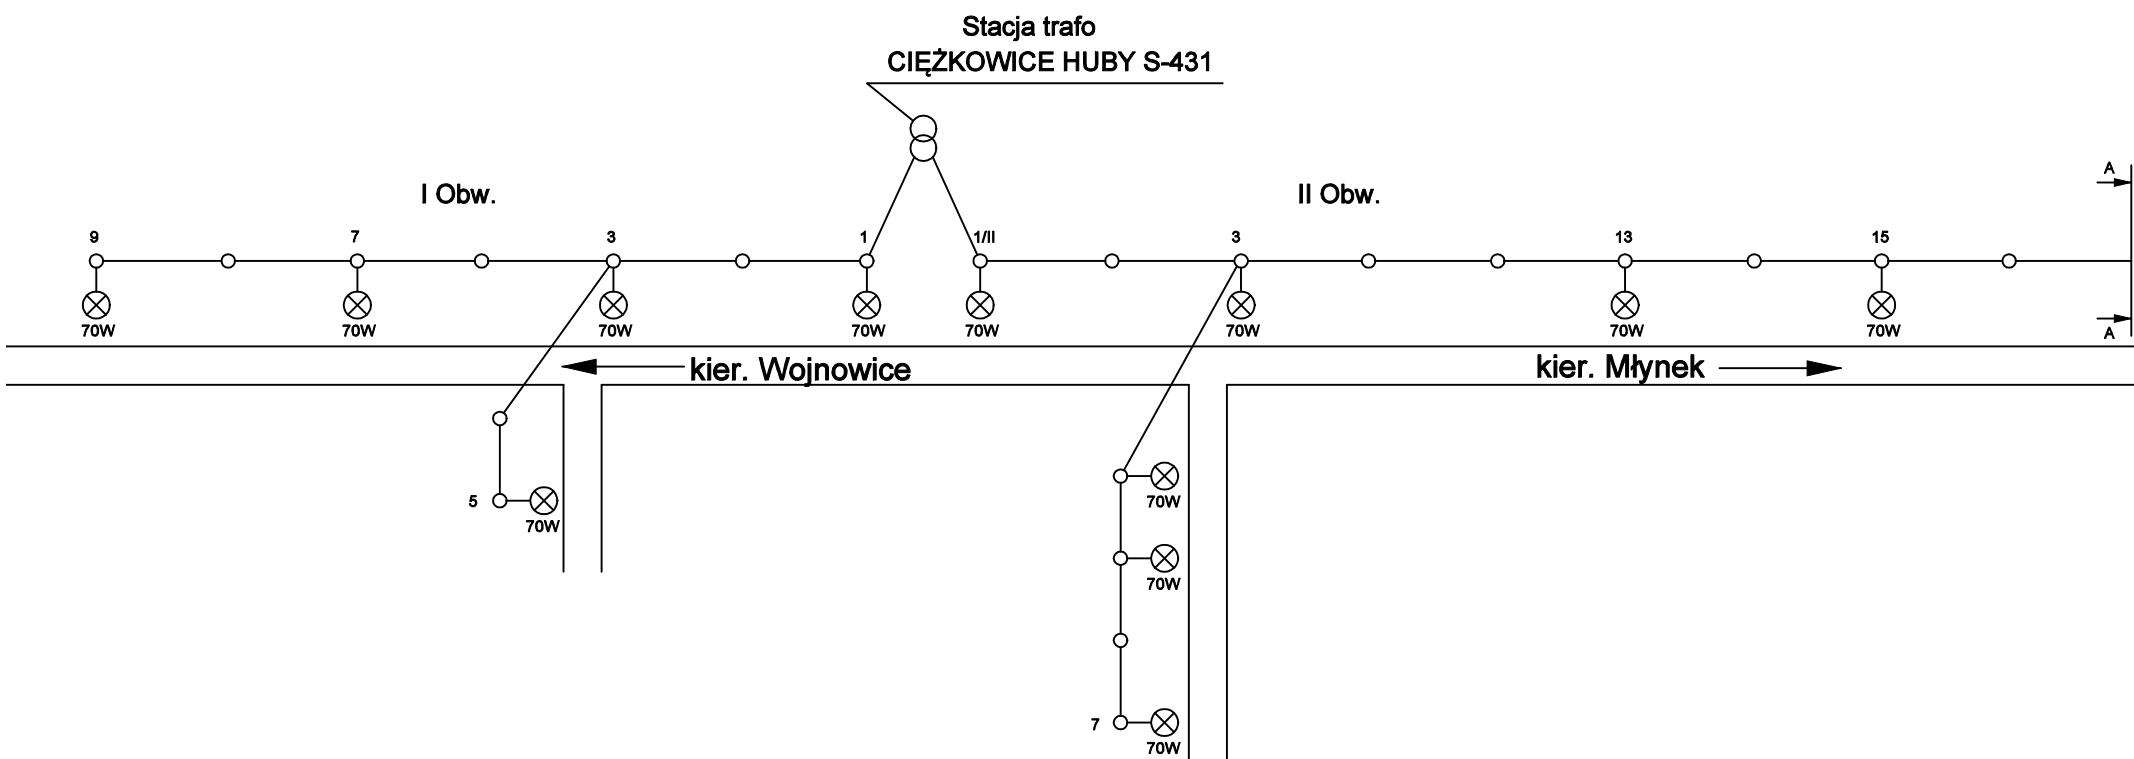 Stacja trafo
CIĘŻKOWICE HUBY S-431
A
I Obw.
II Obw.
9 7 3 1 1/II 3 13 15
70W 70W 70W 70W 70W 70W 70W 70W
A
kier. Wojnowice
kier. Młynek
5
70W
70W
70W
7
70W